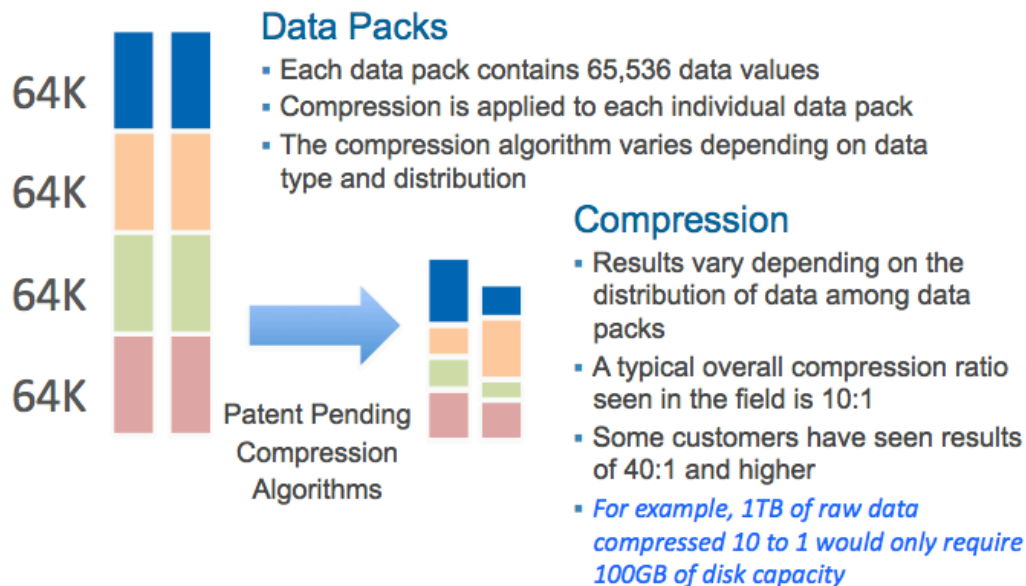 Data Packs
▪ Each data pack contains 65,536 data values
▪ Compression is applied to each individual data pack
▪ The compression algorithm varies depending on data
type and distribution
64K
64K
64K
64K
Patent Pending
Compression
Algorithms
Compression
▪ Results vary depending on the
distribution of data among data
packs
▪ A typical overall compression ratio
seen in the field is 10:1
▪ Some customers have seen results
of 40:1 and higher
▪ For example, 1TB of raw data
compressed 10 to 1 would only require
100GB of disk capacity